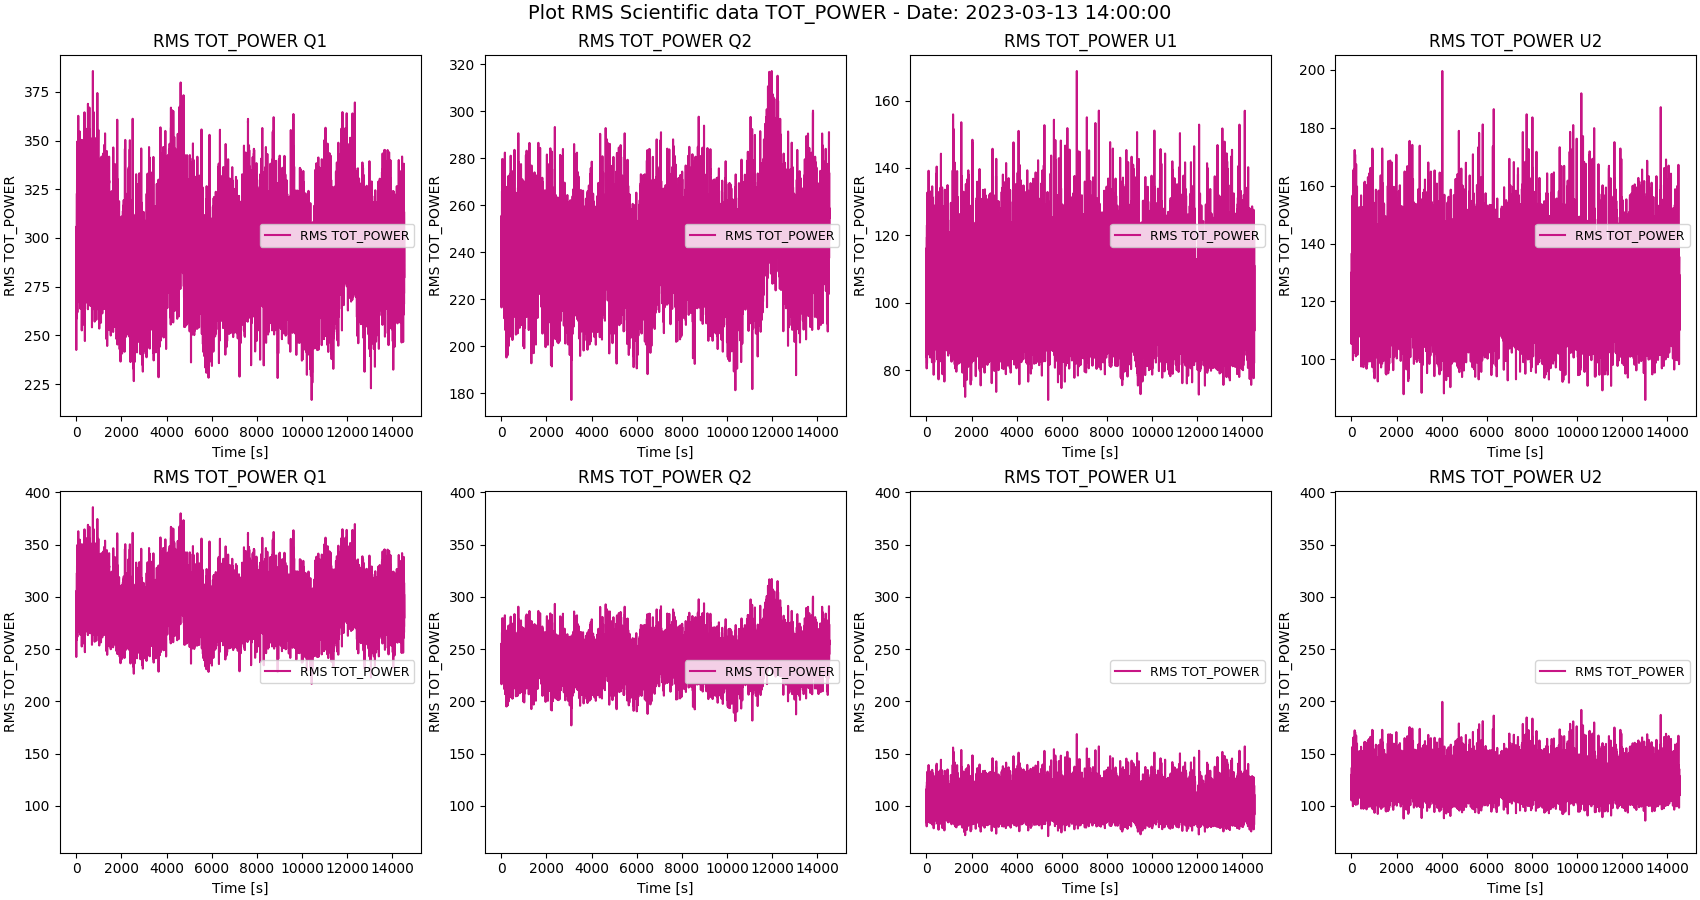 Plot RMS Scientific data TOT_POWER - Date: 2023-03-13 14:00:00
RMS TOT_POWER Q1
RMS TOT_POWER
375
350
325
300
275
250
225
RMS TOT_POWER
0 2000 4000 6000 8000 10000 12000 14000
Time [s]
RMS TOT_POWER Q2
RMS TOT_POWER
320
300
280
260
240
220
200
180
RMS TOT_POWER
0 2000 4000 6000 8000 10000 12000 14000
Time [s]
RMS TOT_POWER U1
RMS TOT_POWER
160
140
120
100
80
RMS TOT_POWER
0 2000 4000 6000 8000 10000 12000 14000
Time [s]
RMS TOT_POWER U2
RMS TOT_POWER
200
180
160
140
120
100
RMS TOT_POWER
0 2000 4000 6000 8000 10000 12000 14000
Time [s]
RMS TOT_POWER Q1
RMS TOT_POWER
400
350
300
250
200
150
100
RMS TOT_POWER
0 2000 4000 6000 8000 10000 12000 14000
Time [s]
RMS TOT_POWER Q2
RMS TOT_POWER
400
350
300
250
200
150
100
RMS TOT_POWER
0 2000 4000 6000 8000 10000 12000 14000
Time [s]
RMS TOT_POWER U1
RMS TOT_POWER
400
350
300
250
200
150
100
RMS TOT_POWER
0 2000 4000 6000 8000 10000 12000 14000
Time [s]
RMS TOT_POWER U2
RMS TOT_POWER
400
350
300
250
200
150
100
RMS TOT_POWER
0 2000 4000 6000 8000 10000 12000 14000
Time [s]